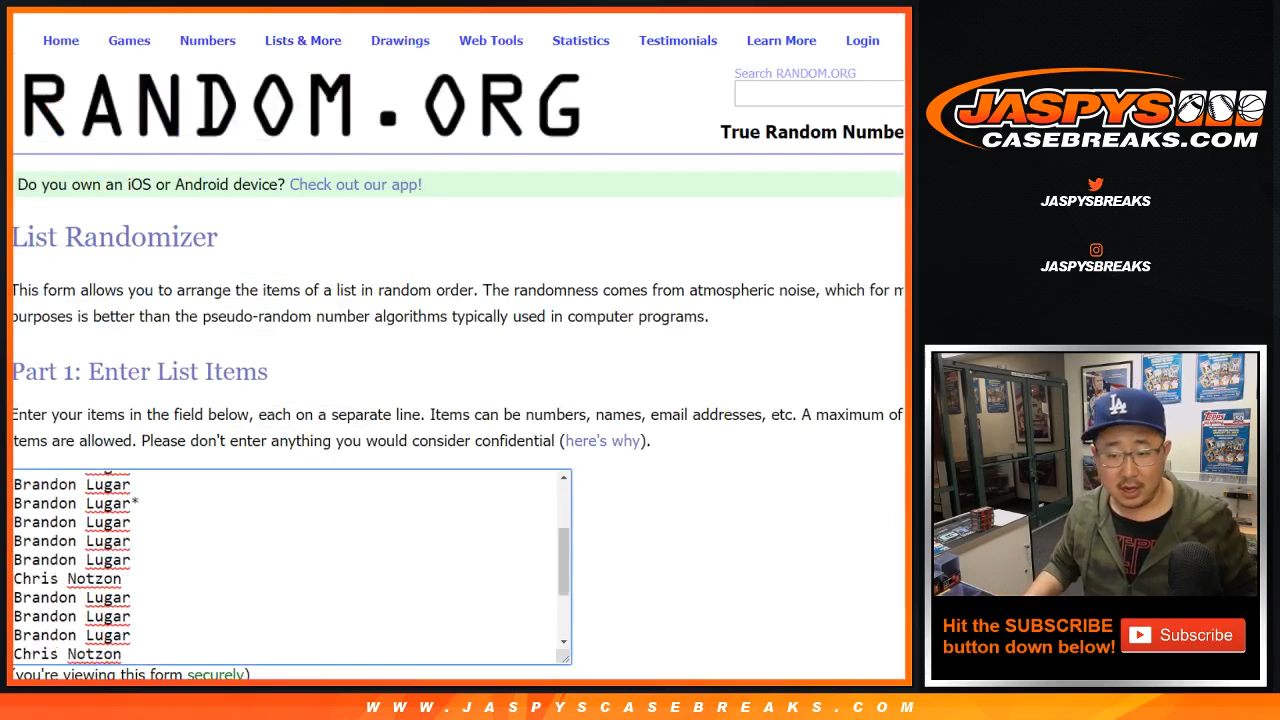 Home Games Numbers Lists & More Drawings Web Tools Statistics Testimonials Learn More Login
RANDOM.ORG
Search RANDOM.ORG
True Random Numbe
Do you own an iOS or Android device? Check out our app!
List Randomizer
This form allows you to arrange the items of a list in random order. The randomness comes from atmospheric noise, which for m
purposes is better than the pseudo-random number algorithms typically used in computer programs.
Part 1: Enter List Items
Enter your items in the field below, each on a separate line. Items can be numbers, names, email addresses, etc. A maximum of
tems are allowed. Please don't enter anything you would consider confidential (here's why).
Brandon Lugar
Brandon Lugar*
Brandon Lugar
Brandon Lugar
Brandon Lugar
Chris Notzon
Brandon Lugar
Brandon Lugar
Brandon Lugar
Chris Notzon
(you're viewing this form securely)
JASPYS
CASEBREAKS.COM
JASPYSBREAKS
JASPYSBREAKS
LA
TOPPS
Hit the SUBSCRIBE
button down below!
Subscribe
WWW.JASPYSCASEBREAKS.COM